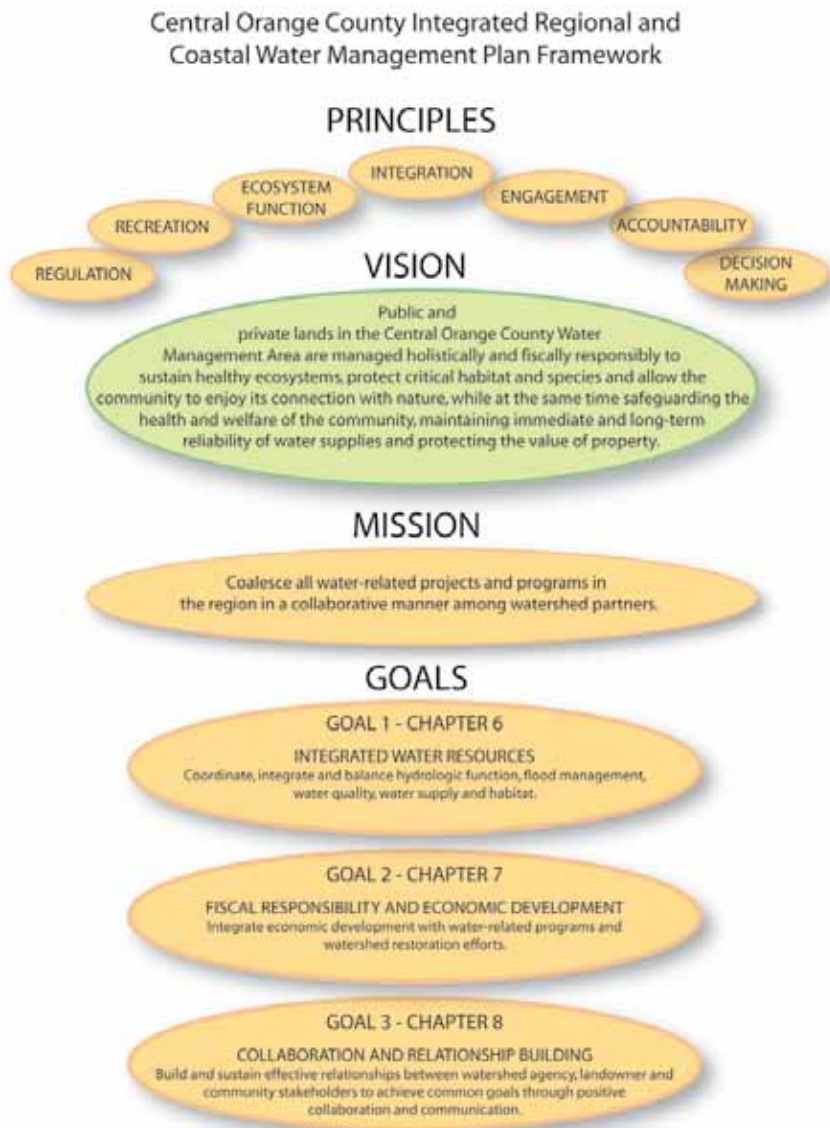 Central Orange County Integrated Regional and
Coastal Water Management Plan Framework
PRINCIPLES
REGULATION
RECREATION
ECOSYSTEM
FUNCTION
INTEGRATION
ENGAGEMENT
ACCOUNTABILITY
DECISION
MAKING
VISION
Public and
private lands in the Central Orange County Water
Management Area are managed holistically and fiscally responsibly to
sustain healthy ecosystems, protect critical habitat and species and allow the
community to enjoy its connection with nature, while at the same time safeguarding the
health and welfare of the community, maintaining immediate and long-term
reliability of water supplies and protecting the value of property.
MISSION
Coalesce all water-related projects and programs in
the region in a collaborative manner among watershed partners.
GOALS
GOAL 1 - CHAPTER 6
INTEGRATED WATER RESOURCES
Coordinate, integrate and balance hydrologic function, flood management,
water quality, water supply and habitat.
GOAL 2 - CHAPTER 7
FISCAL RESPONSIBILITY AND ECONOMIC DEVELOPMENT
Integrate economic development with water-related programs and
watershed restoration efforts.
GOAL 3 - CHAPTER 8
COLLABORATION AND RELATIONSHIP BUILDING
Build and sustain effective relationships between watershed agency, landowner and
community stakeholders to achieve common goals through positive
collaboration and communication.